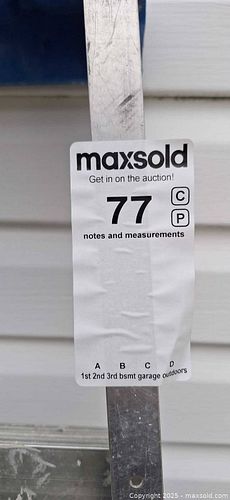 maxsold
Get in on the auction!
77 C
P
notes and measurements
A B C D
1st 2nd 3rd bsmt garage outdoors
Copyright 2025 - maxsold.com